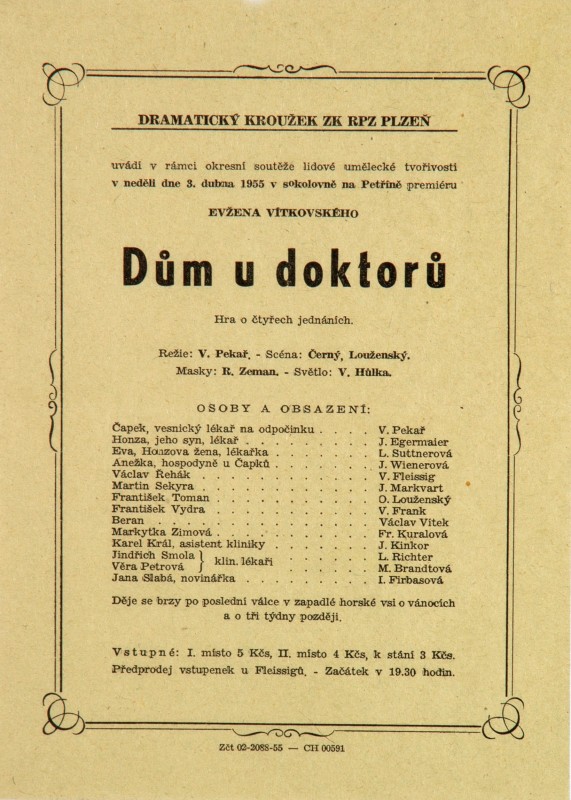 DRAMATICKÝ KROUŽEK ZK RPZ PLZEŇ
uvádí v rámci okresní soutěže lidové umělecké tvořivosti
v neděli dne 3. dubna 1955 v sokolovně na Petříně premiéru
EVŽENA VÍTKOVSKÉHO
Dům u doktorů
Hra o čtyřech jednáních.
Režie: V. Pekař. - Scéna: Černý, Louženský.
Masky: R. Zeman. - Světlo: V. Hůlka.
OSOBY A OBSAZENÍ:
Čapek, vesnický lékař na odpočinku . . . . V. Pekař
Honza, jeho syn, lékař . . . . . . . . . . J. Egermaier
Eva, Honzova žena, lékařka . . . . . . . . L. Suttnerová
Anežka, hospodyně u Čapků . . . . . . . . J. Wienerová
Václav Řehák . . . . . . . . . . . . . V. Fleissig
Martin Sekyra . . . . . . . . . . . . . J. Markvart
František Toman . . . . . . . . . . . . O. Louženský
František Vydra . . . . . . . . . . . . V. Frank
Beran . . . . . . . . . . . . . . . . Václav Vitek
Markytka Zimová . . . . . . . . . . . . Fr. Kuralová
Karel Král, asistent kliniky . . . . . . . . J. Kinkor
Jindřich Smola } klin. lékaři . . . . . . L. Richter
Věra Petrová } . . . . . . M. Brandtová
Jana Slabá, novinářka . . . . . . . . . . I. Firbasová
Děje se brzy po poslední válce v zapadlé horské vsi o vánocích
a o tři týdny později.
Vstupné: I. místo 5 Kčs, II. místo 4 Kčs, k stání 3 Kčs.
Předprodej vstupenek u Fleissigů. - Začátek v 19.30 hodin.
Zčt 02-2088-55 — CH 00591